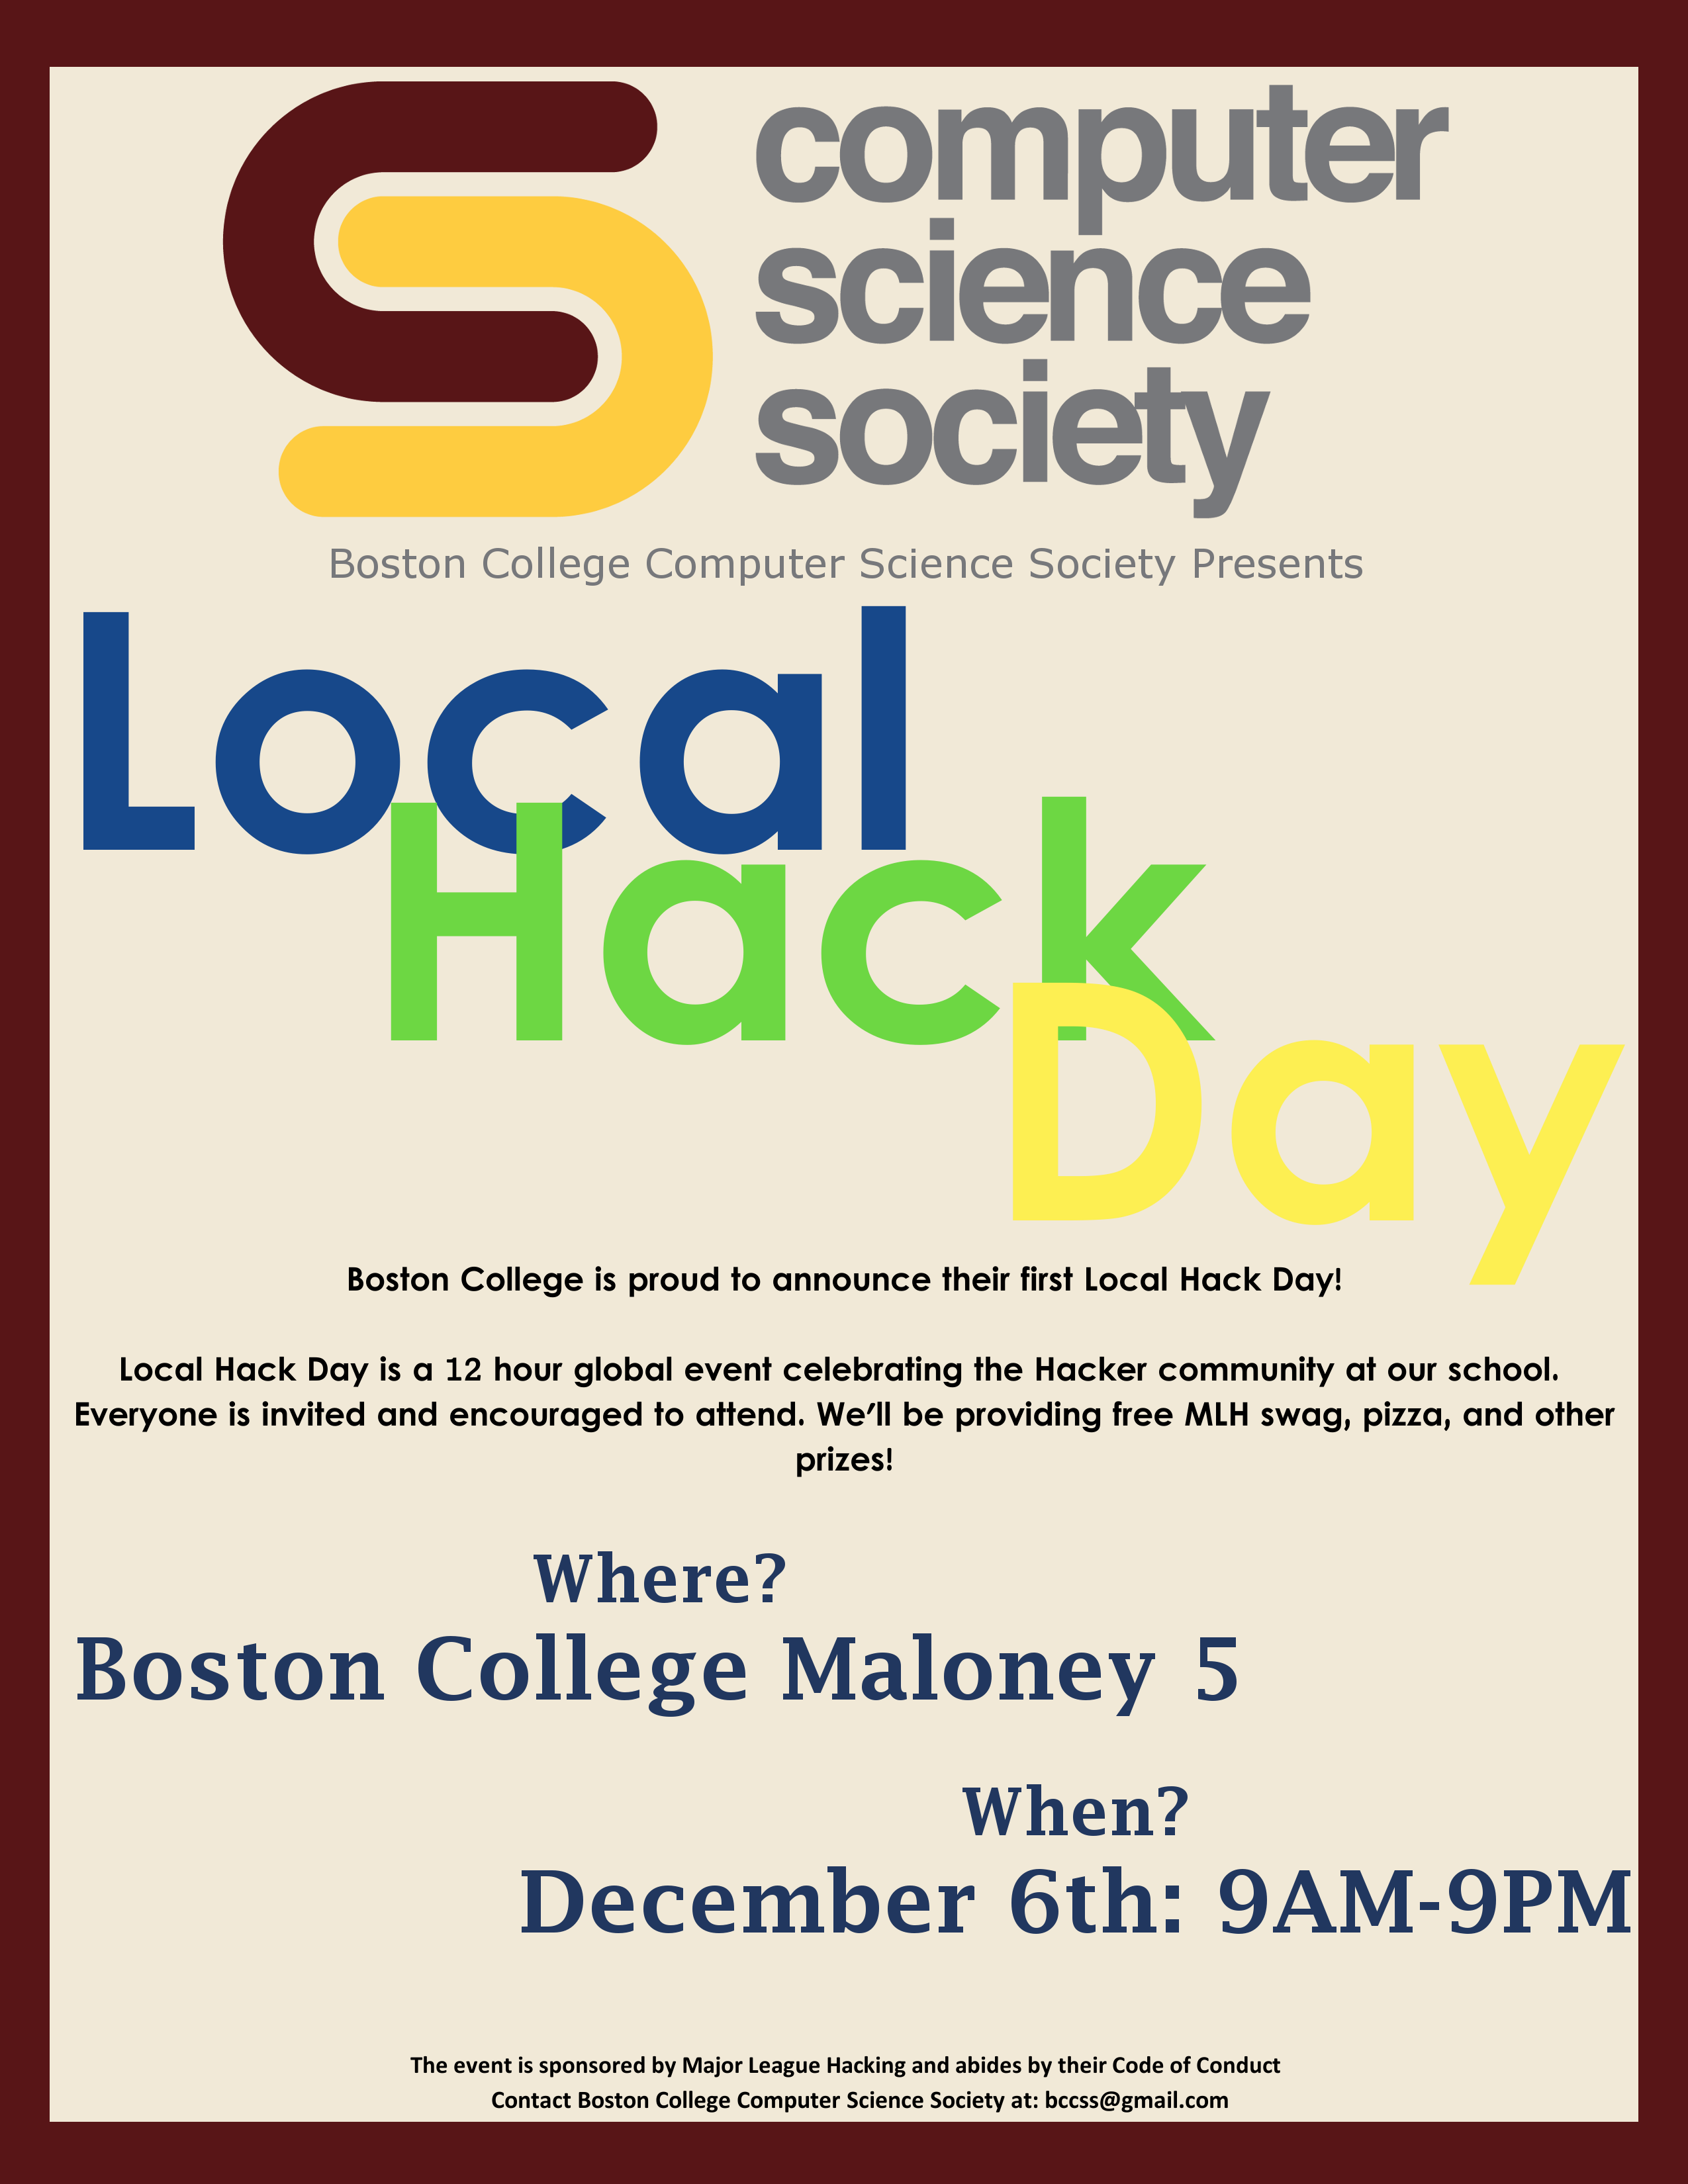 computer
science
society
Boston College Computer Science Society Presents
Local
Hack
Day
Boston College is proud to announce their first Local Hack Day!
Local Hack Day is a 12 hour global event celebrating the Hacker community at our school.
Everyone is invited and encouraged to attend. We’ll be providing free MLH swag, pizza, and other
prizes!
Where?
Boston College Maloney 5
When?
December 6th: 9AM-9PM
The event is sponsored by Major League Hacking and abides by their Code of Conduct
Contact Boston College Computer Science Society at: bccss@gmail.com